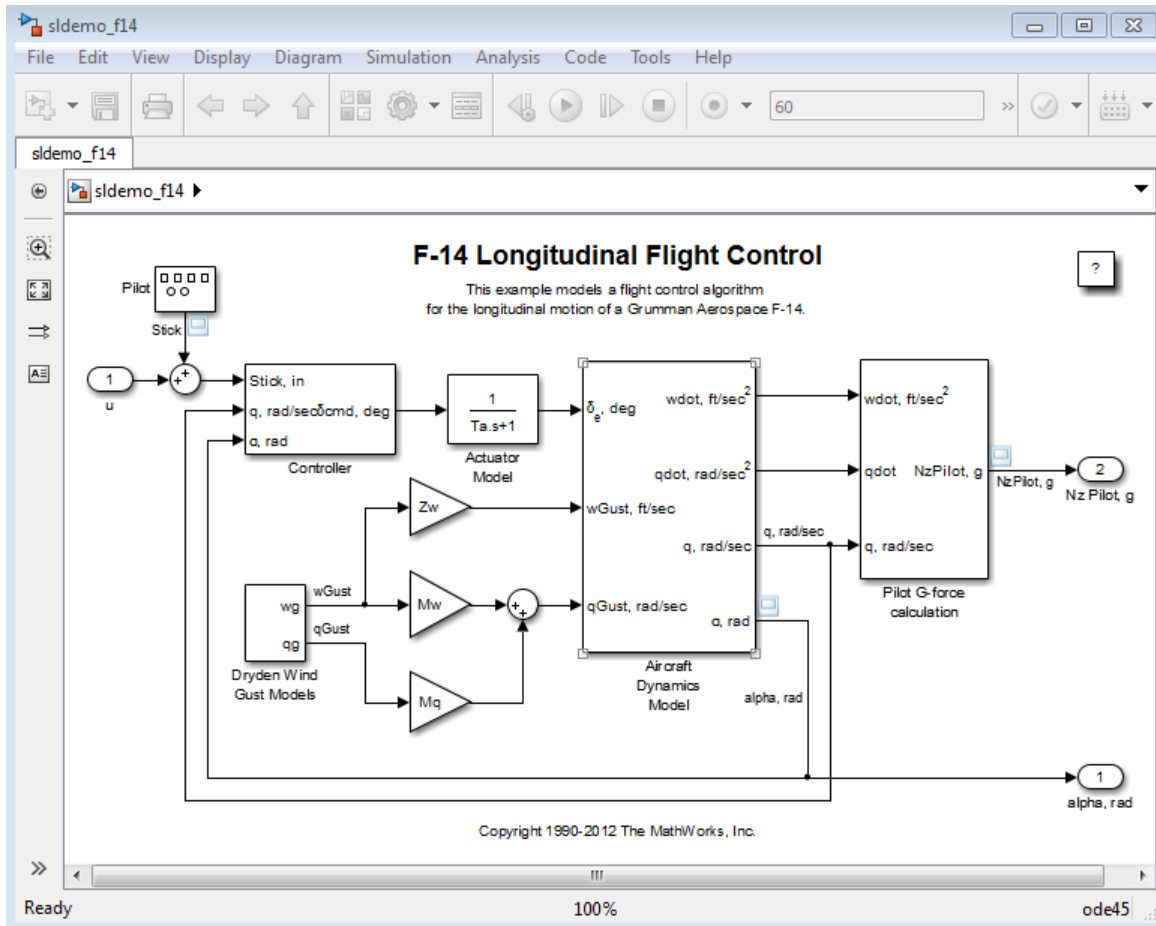 sldemo_f14
File Edit View Display Diagram Simulation Analysis Code Tools Help
60
sldemo_f14
sldemo_f14
F-14 Longitudinal Flight Control
This example models a flight control algorithm
for the longitudinal motion of a Grumman Aerospace F-14.
?
Pilot
Stick
1
u
Stick, in
q, rad/secδcmd, deg
α, rad
Controller
1
Ta.s+1
Actuator
Model
δe, deg
wGust, ft/sec
qGust, rad/sec
wdot, ft/sec2
qdot, rad/sec2
q, rad/sec
α, rad
Aircraft
Dynamics
Model
q, rad/sec
alpha, rad
wdot, ft/sec2
qdot NzPilot, g
q, rad/sec
Pilot G-force
calculation
NzPilot, g
2
Nz Pilot, g
Zw
Mw
Mq
wg
qg
wGust
qGust
Dryden Wind
Gust Models
1
alpha, rad
Copyright 1990-2012 The MathWorks, Inc.
Ready 100% ode45